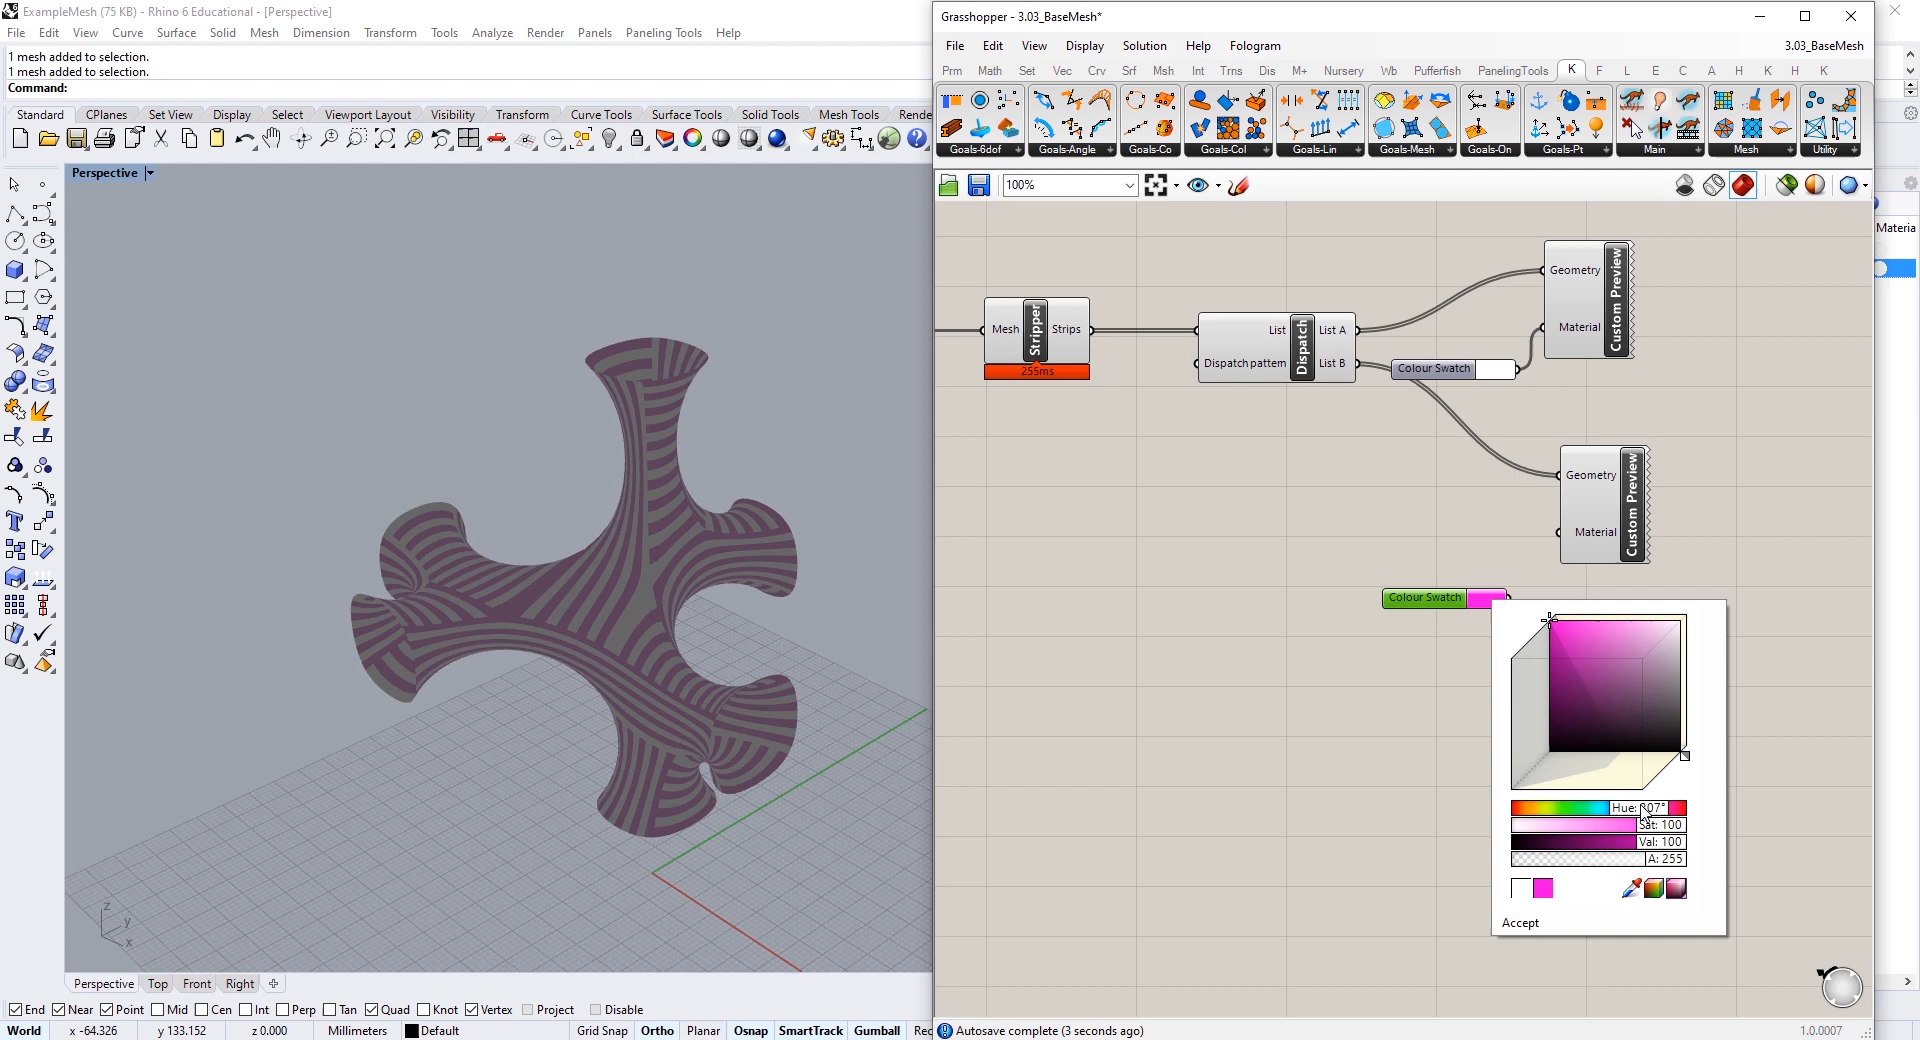 ExampleMesh (75 KB) - Rhino 6 Educational - [Perspective]
File Edit View Curve Surface Solid Mesh Dimension Transform Tools Analyze Render Panels Paneling Tools Help
1 mesh added to selection.
1 mesh added to selection.
Command:
Standard CPlanes Set View Display Select Viewport Layout Visibility Transform Curve Tools Surface Tools Solid Tools Mesh Tools Rende
Perspective
z
y
x
Perspective Top Front Right
End Near Point Mid Cen Int Perp Tan Quad Knot Vertex Project Disable
World x -64.326 y 133.152 z 0.000 Millimeters Default Grid Snap Ortho Planar Osnap SmartTrack Gumball Rec
Grasshopper - 3.03_BaseMesh*
File Edit View Display Solution Help Fologram 3.03_BaseMesh
Prm Math Set Vec Crv Srf Msh Int Trns Dis M+ Nursery Wb Pufferfish PanelingTools K F L E C A H K H K
Goals-6dof Goals-Angle Goals-Co Goals-Col Goals-Lin Goals-Mesh Goals-On Goals-Pt Main Mesh Utility
100%
Materia
Geometry
Material
Custom Preview
Mesh Stripper Strips
255ms
List Dispatch List A
Dispatch pattern List B
Colour Swatch
Geometry
Material
Custom Preview
Colour Swatch
Hue: 307°
Sat: 100
Val: 100
A: 255
Accept
Autosave complete (3 seconds ago) 1.0.0007